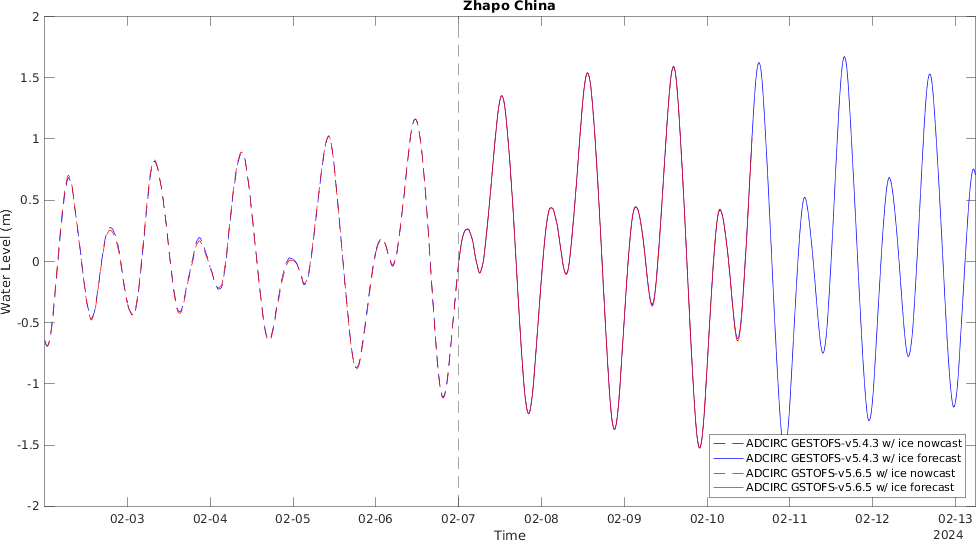 Zhapo China
2
1.5
1
0.5
0
-0.5
-1
-1.5
-2
Water Level (m)
02-03 02-04 02-05 02-06 02-07 02-08 02-09 02-10 02-11 02-12 02-13
Time
2024
ADCIRC GESTOFS-v5.4.3 w/ ice nowcast
ADCIRC GESTOFS-v5.4.3 w/ ice forecast
ADCIRC GSTOFS-v5.6.5 w/ ice nowcast
ADCIRC GSTOFS-v5.6.5 w/ ice forecast